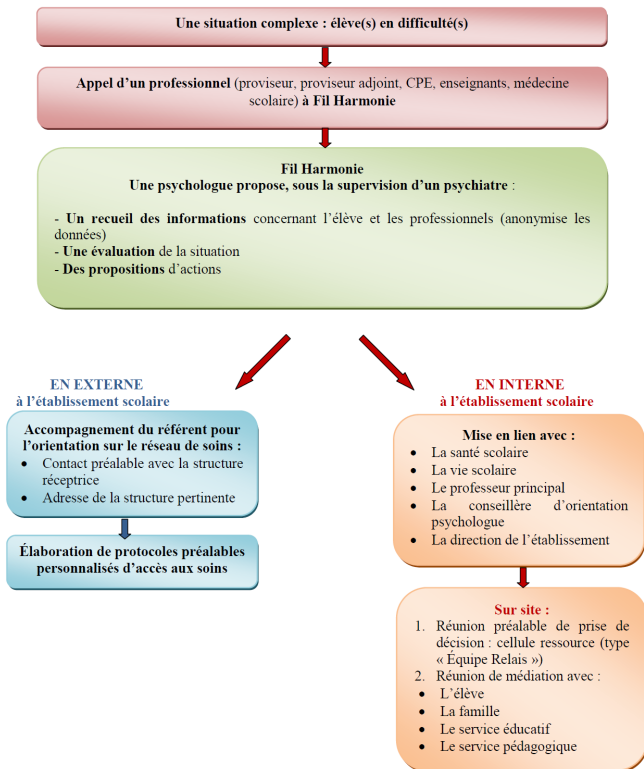 Une situation complexe : élève(s) en difficulté(s)
Appel d’un professionnel (proviseur, proviseur adjoint, CPE, enseignants, médecine
scolaire) à Fil Harmonie
Fil Harmonie
Une psychologue propose, sous la supervision d’un psychiatre :
- Un recueil des informations concernant l’élève et les professionnels (anonymise les
données)
- Une évaluation de la situation
- Des propositions d’actions
EN EXTERNE
à l’établissement scolaire
Accompagnement du référent pour
l’orientation sur le réseau de soins :
• Contact préalable avec la structure
réceptrice
• Adresse de la structure pertinente
Élaboration de protocoles préalables
personnalisés d’accès aux soins
EN INTERNE
à l’établissement scolaire
Mise en lien avec :
• La santé scolaire
• La vie scolaire
• Le professeur principal
• La conseillère d’orientation
psychologue
• La direction de l’établissement
Sur site :
1. Réunion préalable de prise de
décision : cellule ressource (type
« Équipe Relais »)
2. Réunion de médiation avec :
• L’élève
• La famille
• Le service éducatif
• Le service pédagogique